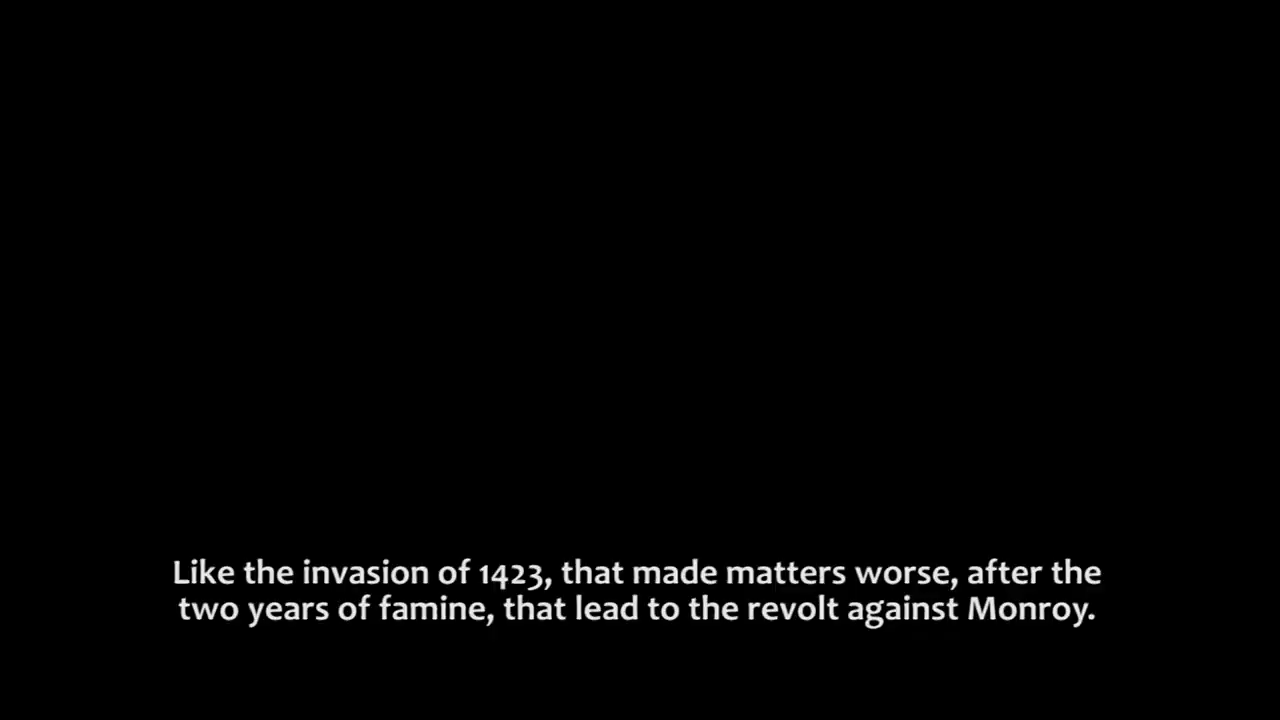 Like the invasion of 1423, that made matters worse, after the
two years of famine, that lead to the revolt against Monroy.